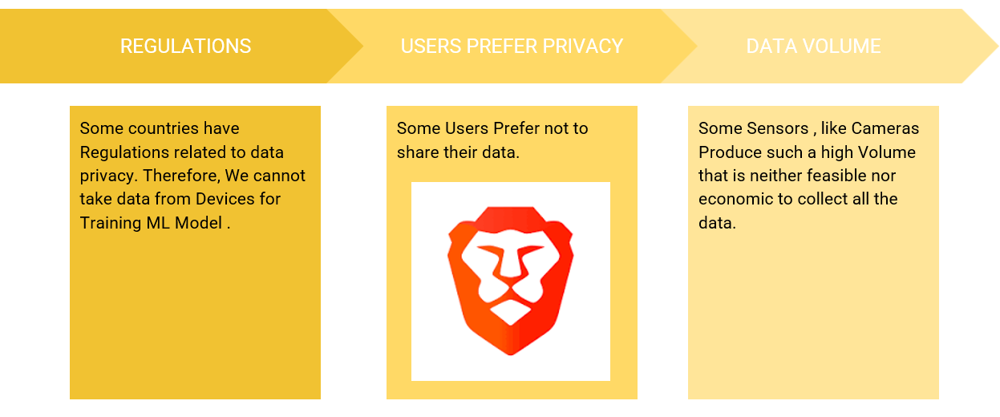 REGULATIONS
USERS PREFER PRIVACY
DATA VOLUME
Some countries have
Regulations related to data
privacy. Therefore, We cannot
take data from Devices for
Training ML Model .
Some Users Prefer not to
share their data.
Some Sensors , like Cameras
Produce such a high Volume
that is neither feasible nor
economic to collect all the
data.